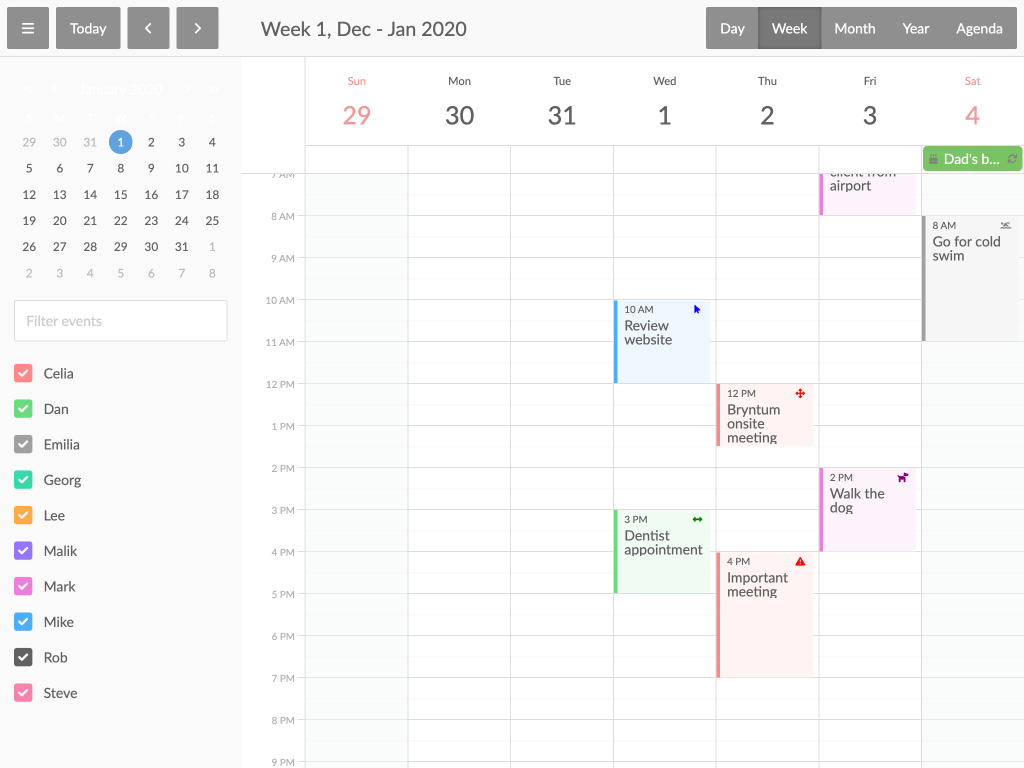 Today
Week 1, Dec - Jan 2020
Day Week Month Year Agenda
January 2020
29 30 31 1 2 3 4
5 6 7 8 9 10 11
12 13 14 15 16 17 18
19 20 21 22 23 24 25
26 27 28 29 30 31 1
2 3 4 5 6 7 8
Filter events
Celia
Dan
Emilia
Georg
Lee
Malik
Mark
Mike
Rob
Steve
Sun Mon Tue Wed Thu Fri Sat
29 30 31 1 2 3 4
Dad's b...
7 AM
client from
airport
8 AM
8 AM
Go for cold
swim
9 AM
10 AM
10 AM
Review
website
11 AM
12 PM
12 PM
Bryntum
onsite
meeting
1 PM
2 PM
2 PM
Walk the
dog
3 PM
3 PM
Dentist
appointment
4 PM
4 PM
Important
meeting
5 PM
6 PM
7 PM
8 PM
9 PM